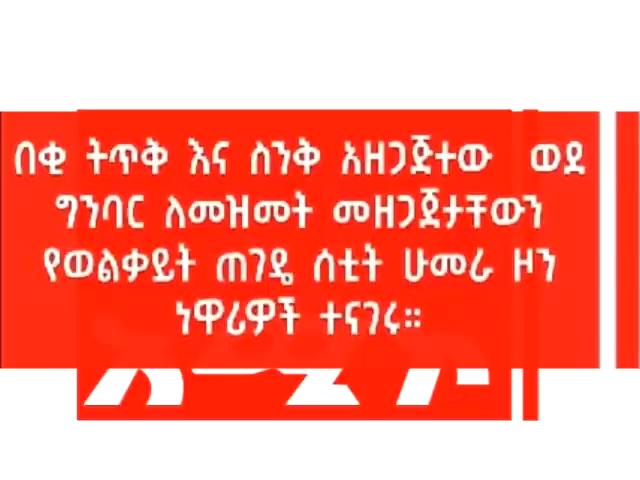 በቂ ትጥቅ እና ስንቅ አዘጋጅተው ወደ
ግንባር ለመዝመት መዘጋጀታቸውን
የወልቃይት ጠገዴ ሰቲት ሁመራ ዞን
ነዋሪዎች ተናገሩ።